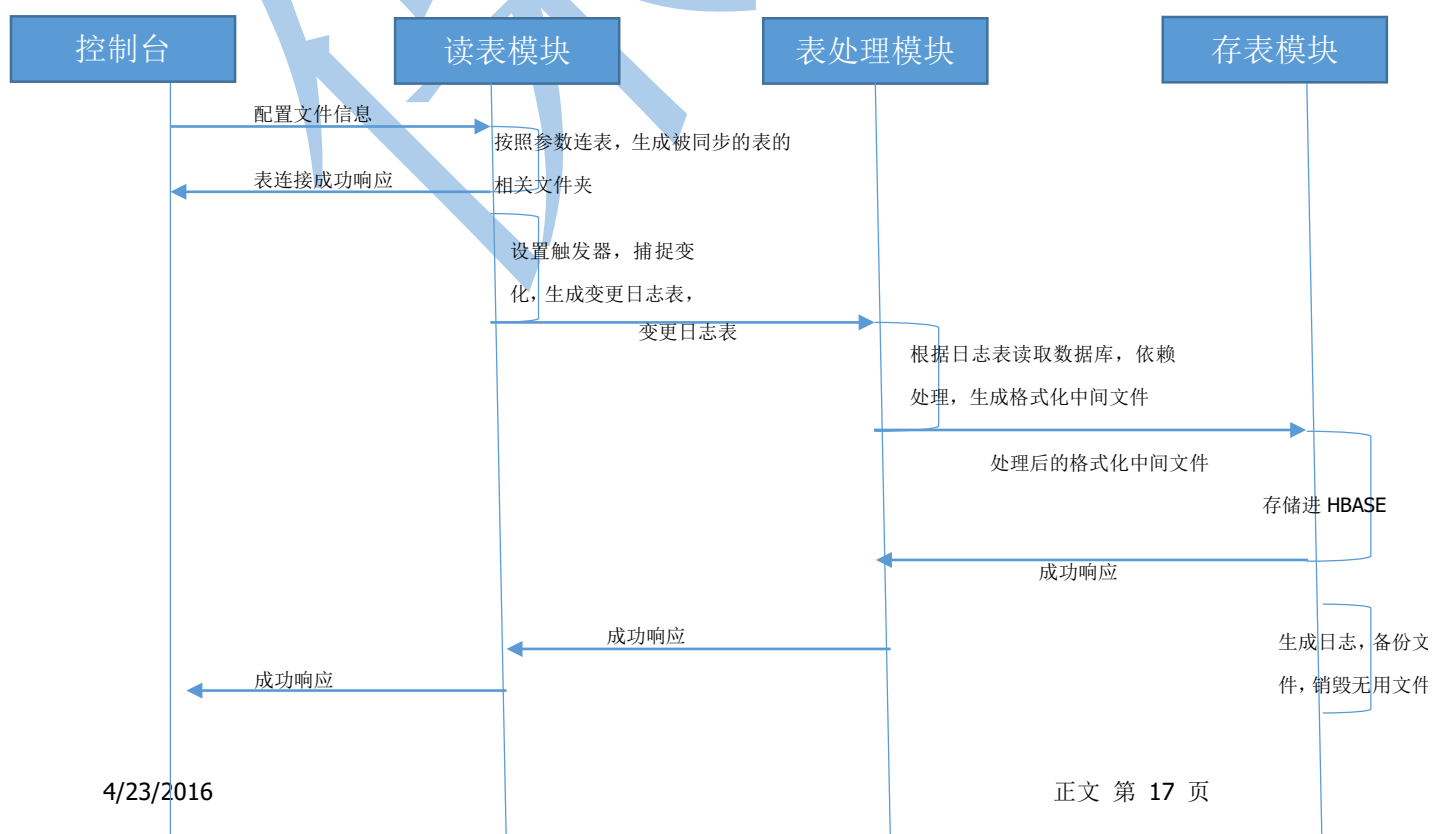 控制台
读表模块
表处理模块
存表模块
配置文件信息
按照参数连表，生成被同步的表的
相关文件夹
表连接成功响应
设置触发器，捕捉变
化，生成变更日志表，
变更日志表
根据日志表读取数据库，依赖
处理，生成格式化中间文件
处理后的格式化中间文件
存储进 HBASE
成功响应
成功响应
生成日志，备份文
件，销毁无用文件
成功响应
4/23/2016
正文 第 17 页